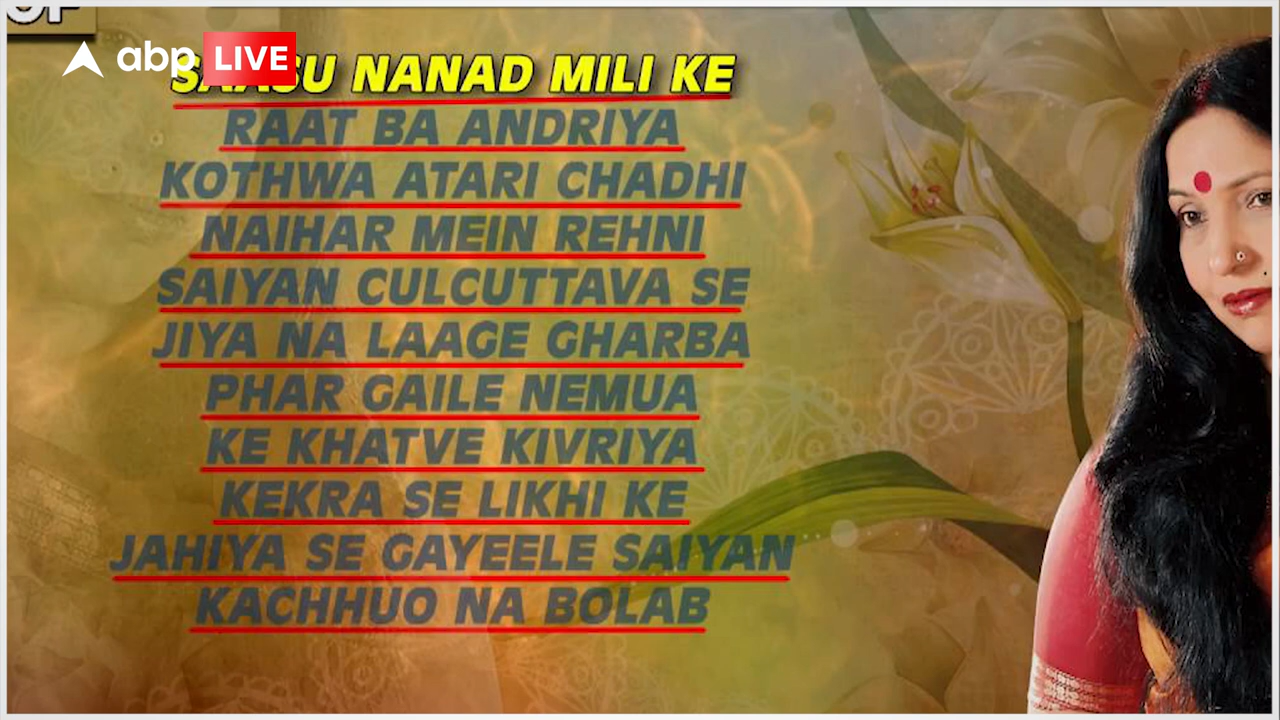 abp LIVE
SAASU NANAD MILI KE
RAAT BA ANDRIYA
KOTHWA ATARI CHADHI
NAIHAR MEIN REHNI
SAIYAN CULCUTTAVA SE
JIYA NA LAAGE GHARBA
PHAR GAILE NEMUA
KE KHATVE KIVRIYA
KEKRA SE LIKHI KE
JAHIYA SE GAYEELE SAIYAN
KACHHUO NA BOLAB